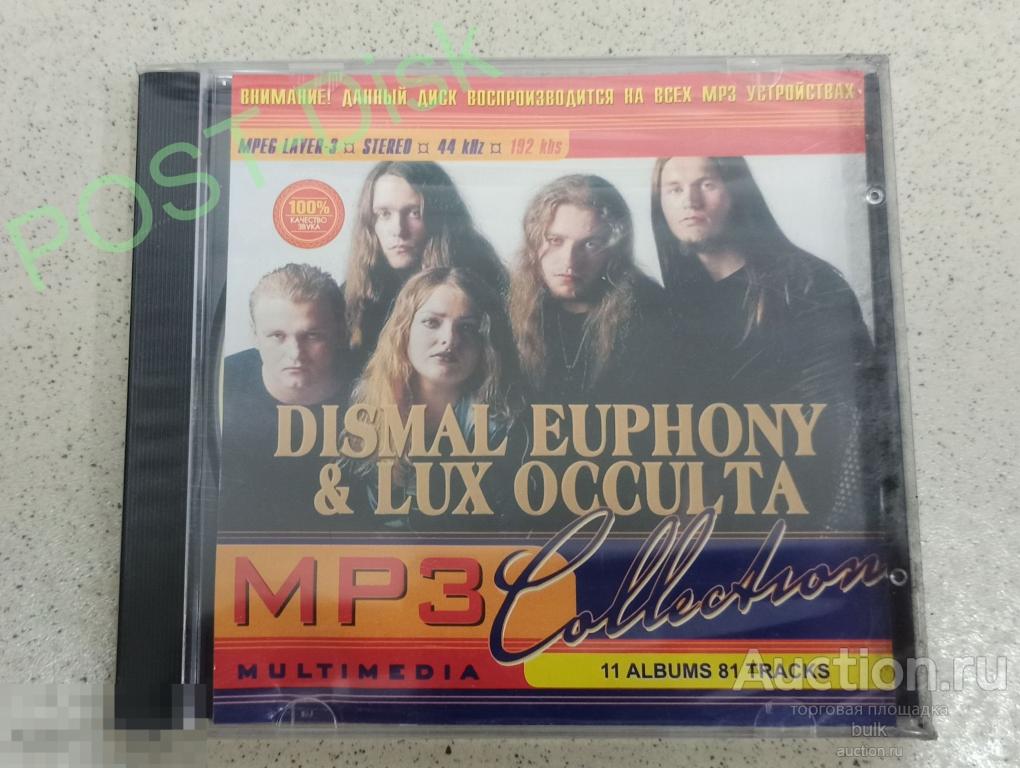 POST Disk
ВНИМАНИЕ! ДАННЫЙ ДИСК ВОСПРОИЗВОДИТСЯ НА ВСЕХ MP3 УСТРОЙСТВАХ
MPEG LAYER-3 ¤ STEREO ¤ 44 kHz ¤ 192 kbs
100%
КАЧЕСТВО
ЗВУКА
DISMAL EUPHONY
& LUX OCCULTA
MP3 Collection
MULTIMEDIA
11 ALBUMS 81 TRACKS
Auction.ru
торговая площадка
bulk
auction.ru